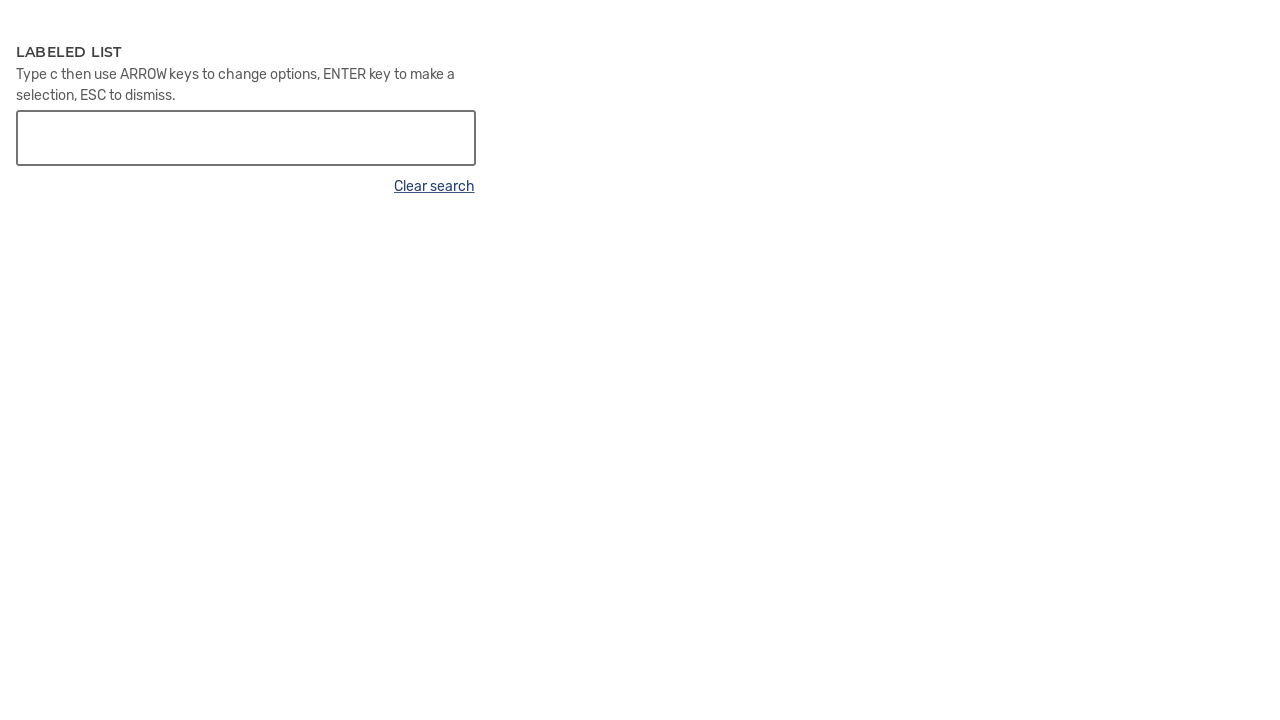 LABELED LIST
Type c then use ARROW keys to change options, ENTER key to make a
selection, ESC to dismiss.
Clear search